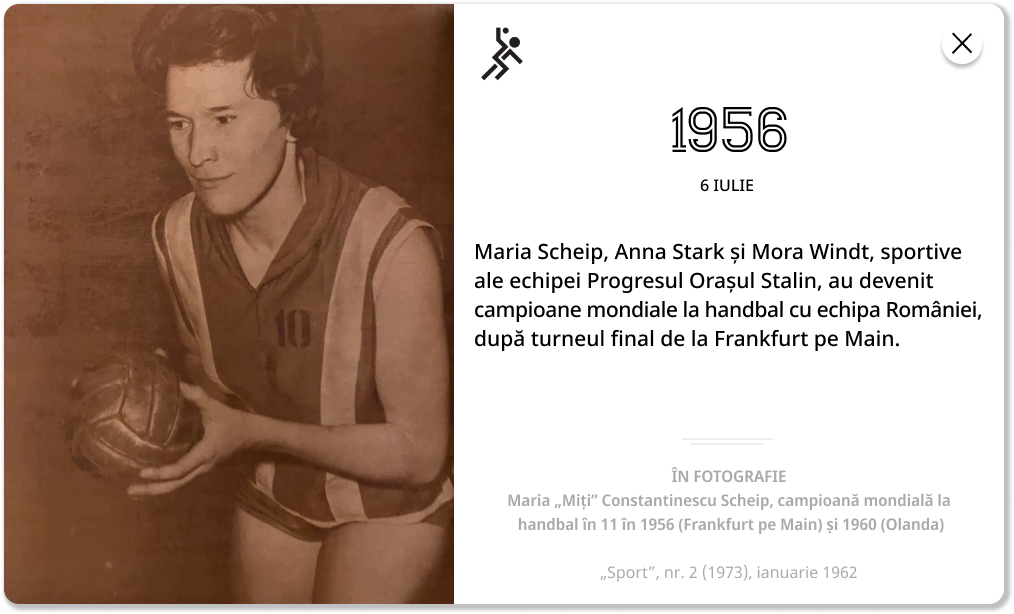 1956
6 IULIE
Maria Scheip, Anna Stark și Mora Windt, sportive
ale echipei Progresul Orașul Stalin, au devenit
campioane mondiale la handbal cu echipa României,
după turneul final de la Frankfurt pe Main.
10
ÎN FOTOGRAFIE
Maria „Miți” Constantinescu Scheip, campioană mondială la
handbal în 11 în 1956 (Frankfurt pe Main) și 1960 (Olanda)
„Sport”, nr. 2 (1973), ianuarie 1962